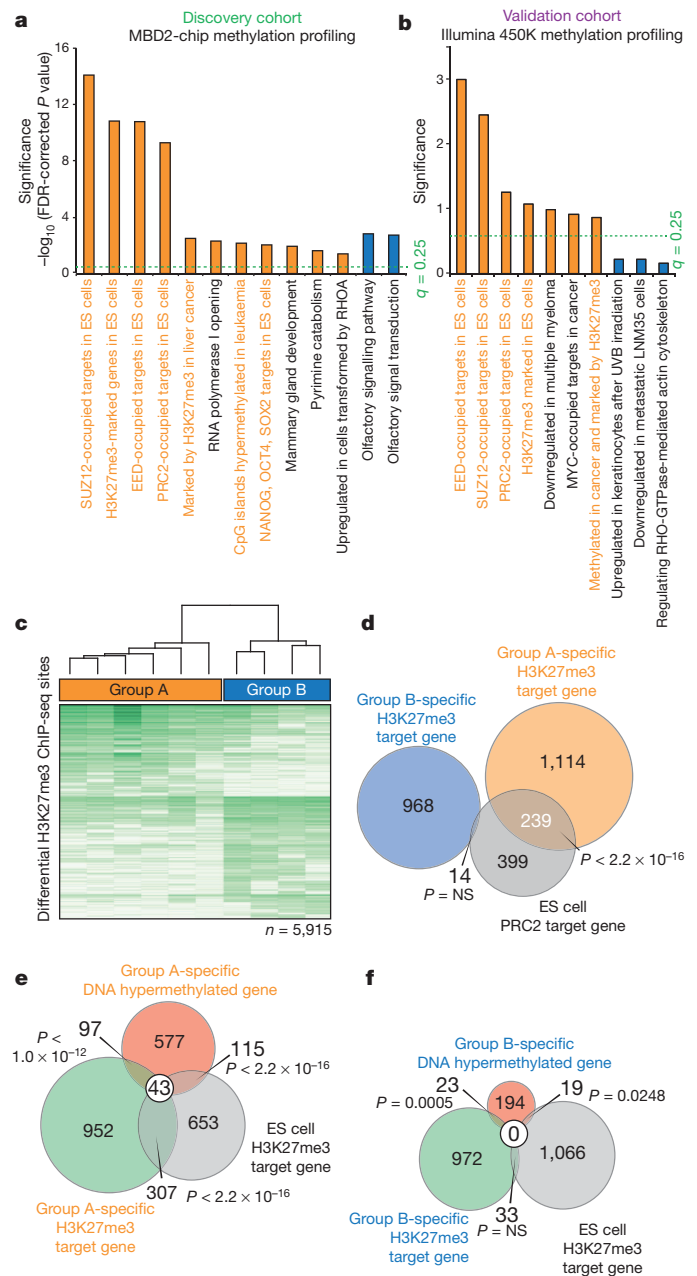 a
Discovery cohort
MBD2-chip methylation profiling
Significance
−log10 (FDR-corrected P value)
16
12
8
4
0
q = 0.25
SUZ12-occupied targets in ES cells
H3K27me3-marked genes in ES cells
EED-occupied targets in ES cells
PRC2-occupied targets in ES cells
Marked by H3K27me3 in liver cancer
RNA polymerase I opening
CpG islands hypermethylated in leukaemia
NANOG, OCT4, SOX2 targets in ES cells
Mammary gland development
Pyrimine catabolism
Upregulated in cells transformed by RHOA
Olfactory signalling pathway
Olfactory signal transduction
b
Validation cohort
Illumina 450K methylation profiling
Significance
3
2
1
0
q = 0.25
EED-occupied targets in ES cells
SUZ12-occupied targets in ES cells
PRC2-occupied targets in ES cells
H3K27me3 marked in ES cells
Downregulated in multiple myeloma
MYC-occupied targets in cancer
Methylated in cancer and marked by H3K27me3
Upregulated in keratinocytes after UVB irradiation
Downregulated in metastatic LNM35 cells
Regulating RHO-GTPase-mediated actin cytoskeleton
c
Group A
Group B
Differential H3K27me3 ChIP-seq sites
n = 5,915
d
Group A-specific
H3K27me3
target gene
Group B-specific
H3K27me3
target gene
1,114
968
239
399
14
P = NS
P < 2.2 × 10−16
ES cell
PRC2 target gene
e
Group A-specific
DNA hypermethylated gene
97
P <
1.0 × 10−12
577
115
P < 2.2 × 10−16
43
952
653
ES cell
H3K27me3
target gene
307
P < 2.2 × 10−16
Group A-specific
H3K27me3
target gene
f
Group B-specific
DNA hypermethylated gene
23
P = 0.0005
194
19
P = 0.0248
0
972
1,066
33
P = NS
Group B-specific
H3K27me3
target gene
ES cell
H3K27me3
target gene